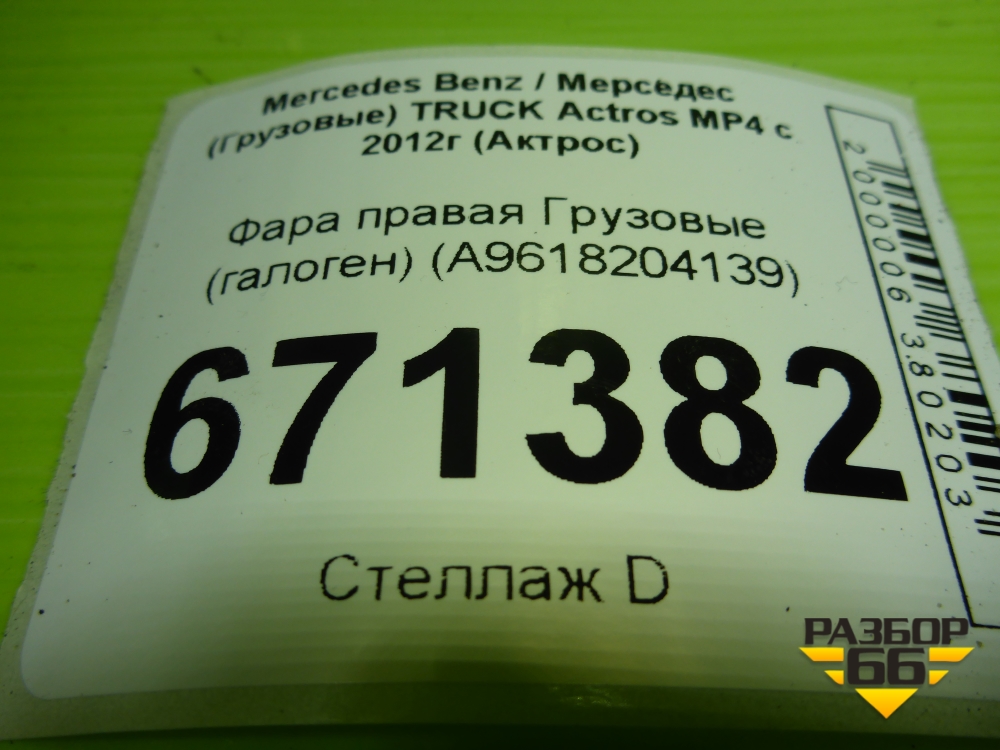 Mercedes Benz / Мерседес
(Грузовые) TRUCK Actros MP4 с
2012г (Актрос)
Фара правая Грузовые
(галоген) (A9618204139)
671382
Стеллаж D
2000006380203
РАЗБОР
66